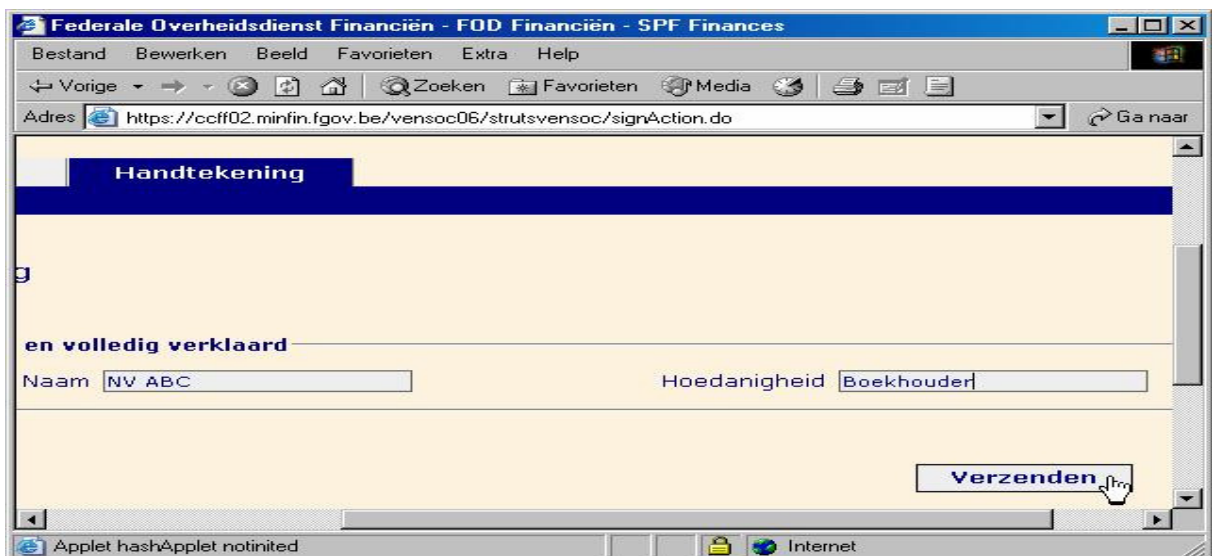 Federale Overheidsdienst Financiën - FOD Financiën - SPF Finances
Bestand Bewerken Beeld Favorieten Extra Help
Vorige Zoeken Favorieten Media
Adres https://ccff02.minfin.fgov.be/vensoc06/strutsvensoc/signAction.do Ga naar
Handtekening
g
en volledig verklaard
Naam NV ABC Hoedanigheid Boekhouder
Verzenden
Applet hashApplet notinited Internet